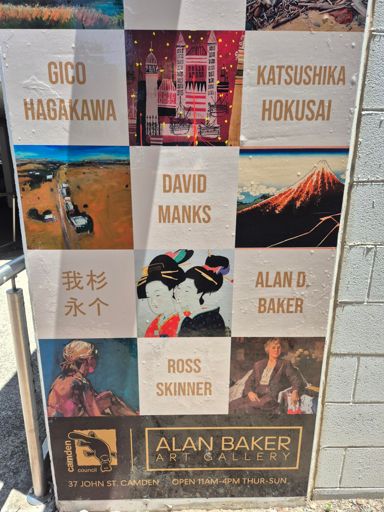 GICO
HAGAKAWA
KATSUSHIKA
HOKUSAI
DAVID
MANKS
我杉
永个
ALAN D.
BAKER
ROSS
SKINNER
camden
council
ALAN BAKER
ART GALLERY
37 JOHN ST. CAMDEN OPEN 11AM-4PM THUR-SUN